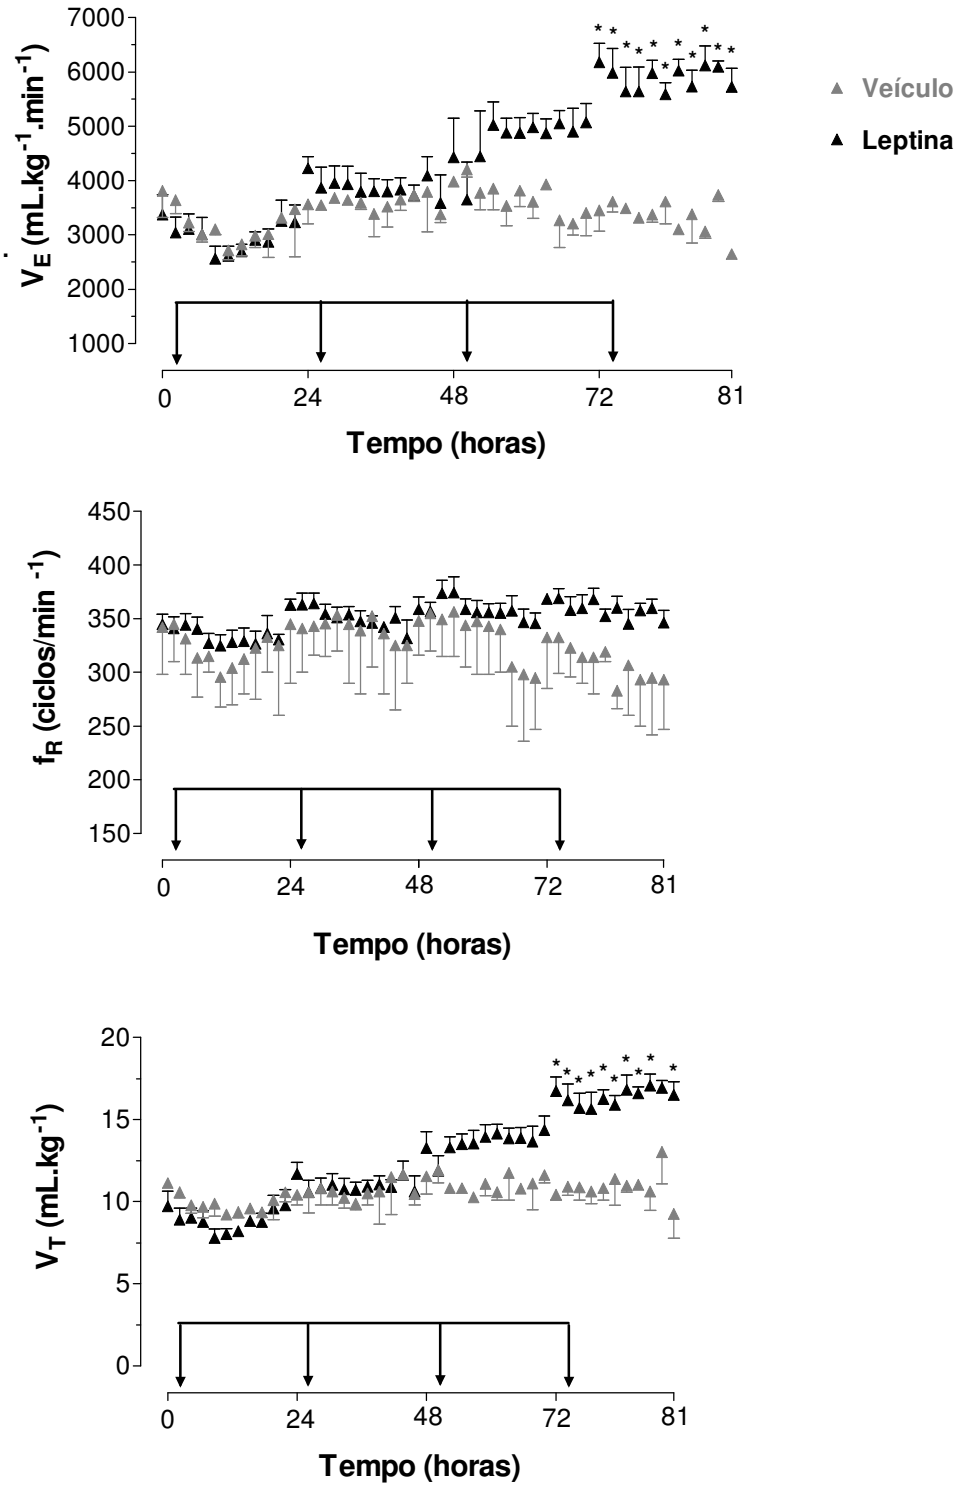 7000
6000
5000
4000
3000
2000
1000
V̇E (mL.kg-1.min-1)
* * * * * * * * * * *
0 24 48 72 81
Tempo (horas)
Veículo
Leptina
450
400
350
300
250
200
150
fR (ciclos/min -1)
0 24 48 72 81
Tempo (horas)
20
15
10
5
0
VT (mL.kg-1)
* * * * * * * * * *
0 24 48 72 81
Tempo (horas)